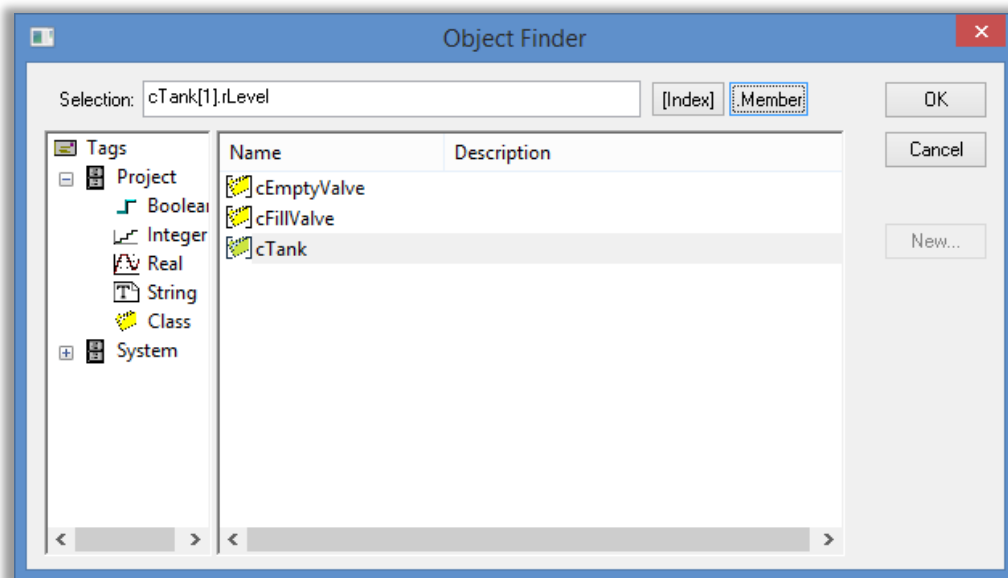 Object Finder
Selection: cTank[1].rLevel [Index] .Member OK
Cancel
New...
Tags
Project
Boolea
Integer
Real
String
Class
System
Name Description
cEmptyValve
cFillValve
cTank